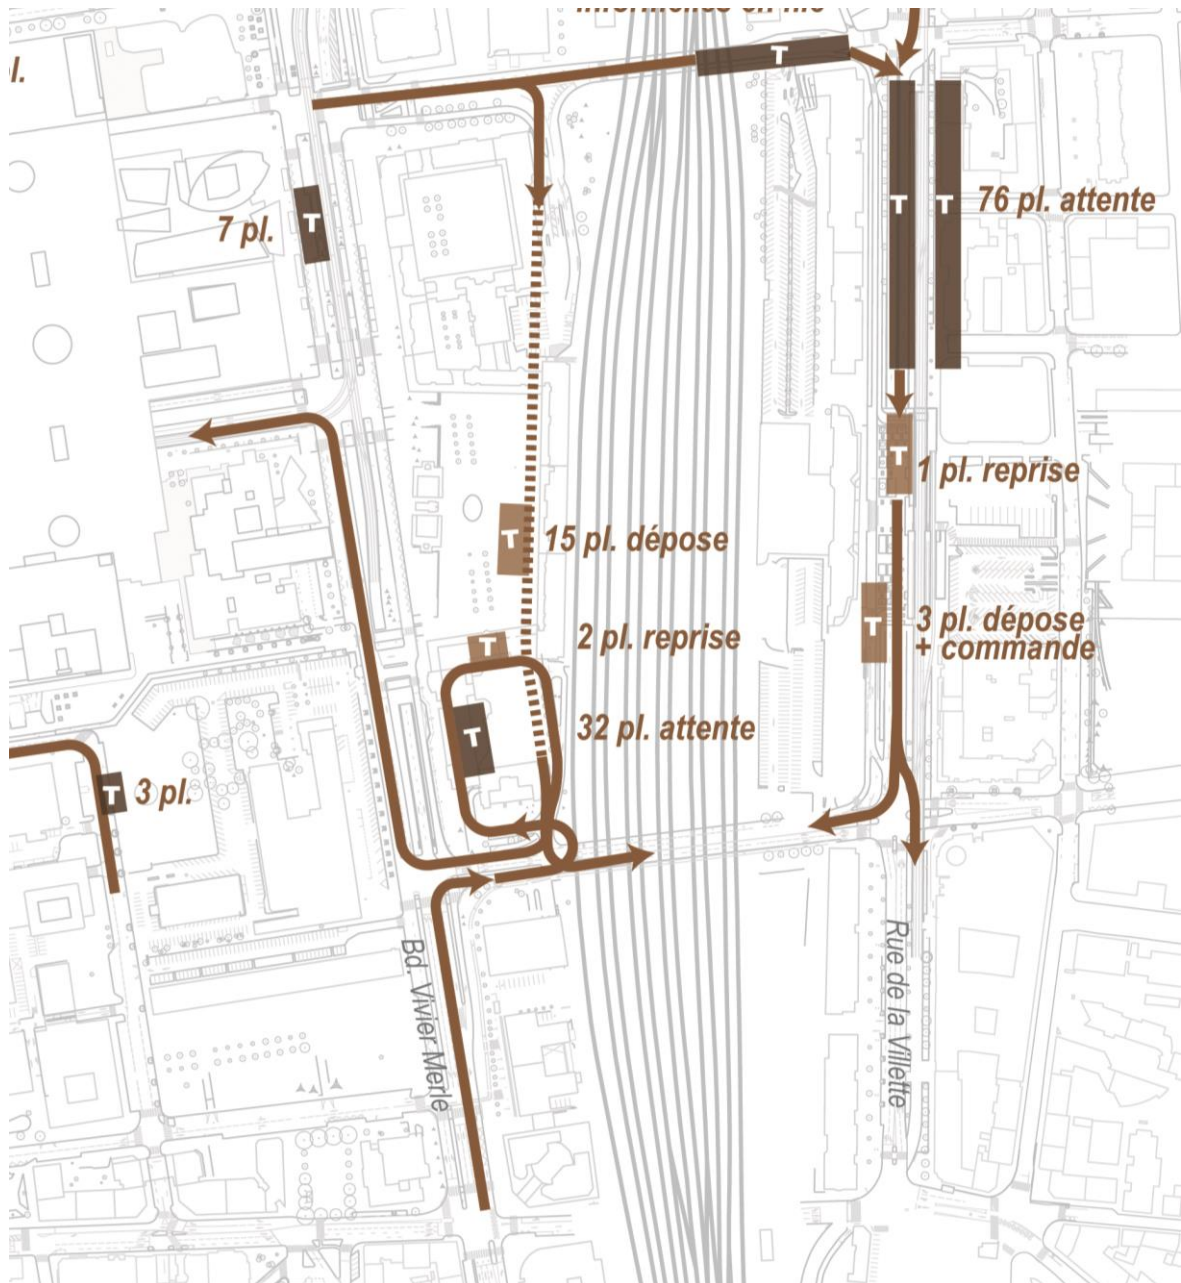 l.
T
T
7 pl.
T
T
76 pl. attente
T
1 pl. reprise
T
15 pl. dépose
T
3 pl. dépose
+ commande
T
2 pl. reprise
T
32 pl. attente
T
3 pl.
Bd. Vivier Merle
Rue de la Villette